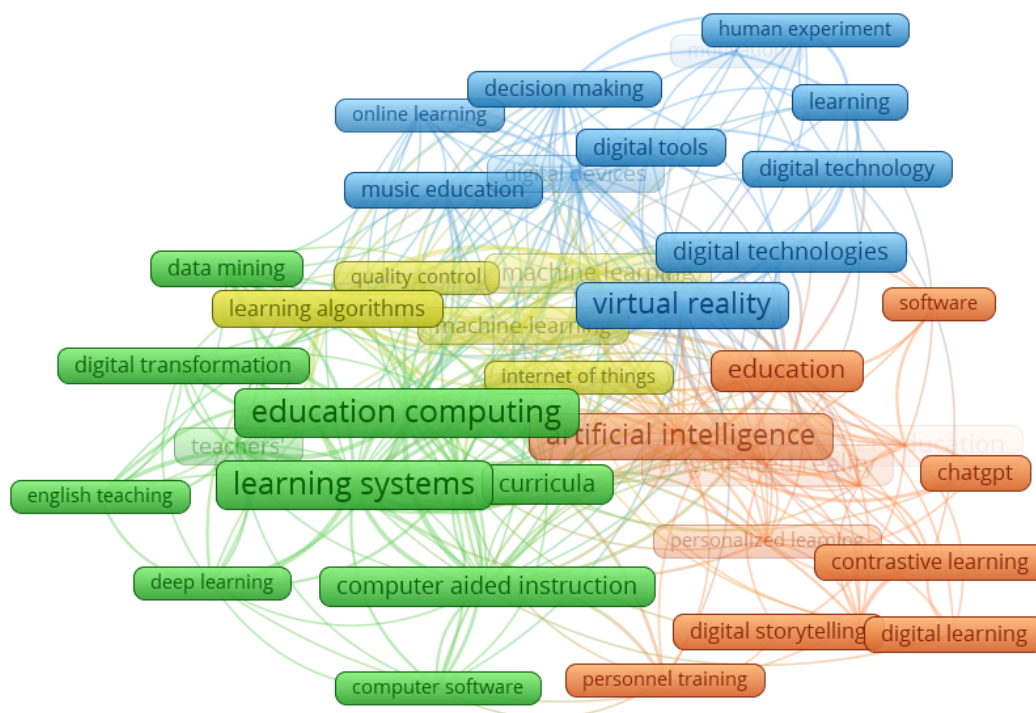 human experiment
motivation
decision making
learning
online learning
digital tools
digital technology
digital devices
music education
digital technologies
data mining
machine learning
quality control
virtual reality
software
learning algorithms
machine-learning
digital transformation
education
internet of things
education computing
artificial intelligence
teachers'
education
reality
chatgpt
learning systems
curricula
english teaching
personalized learning
contrastive learning
deep learning
computer aided instruction
digital storytelling
digital learning
personnel training
computer software